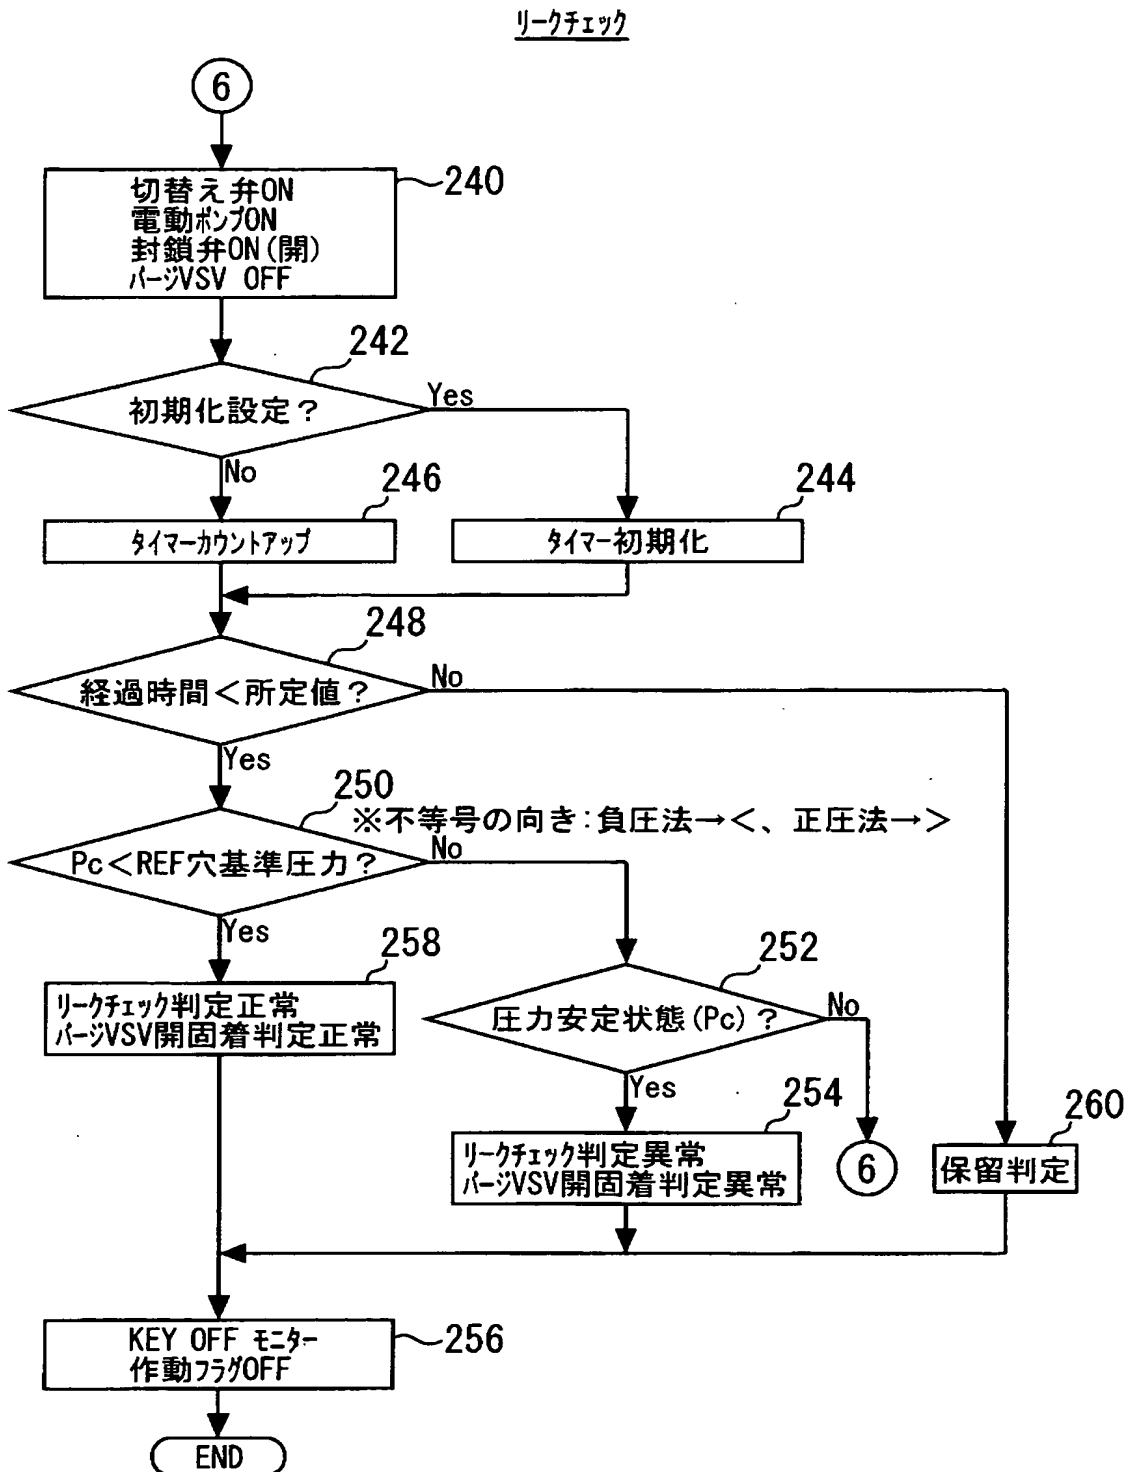 リークチェック
6
切替え弁ON
電動ポンプON
封鎖弁ON(開)
パージVSV OFF
240
242
初期化設定?
Yes
No
246
タイマーカウントアップ
244
タイマー初期化
248
経過時間<所定値?
No
Yes
250
※不等号の向き:負圧法→<、正圧法→>
Pc<REF穴基準圧力?
No
Yes
258
リークチェック判定正常
パージVSV開固着判定正常
252
圧力安定状態(Pc)?
No
Yes
254
リークチェック判定異常
パージVSV開固着判定異常
6
260
保留判定
KEY OFF モニター
作動フラグOFF
256
END